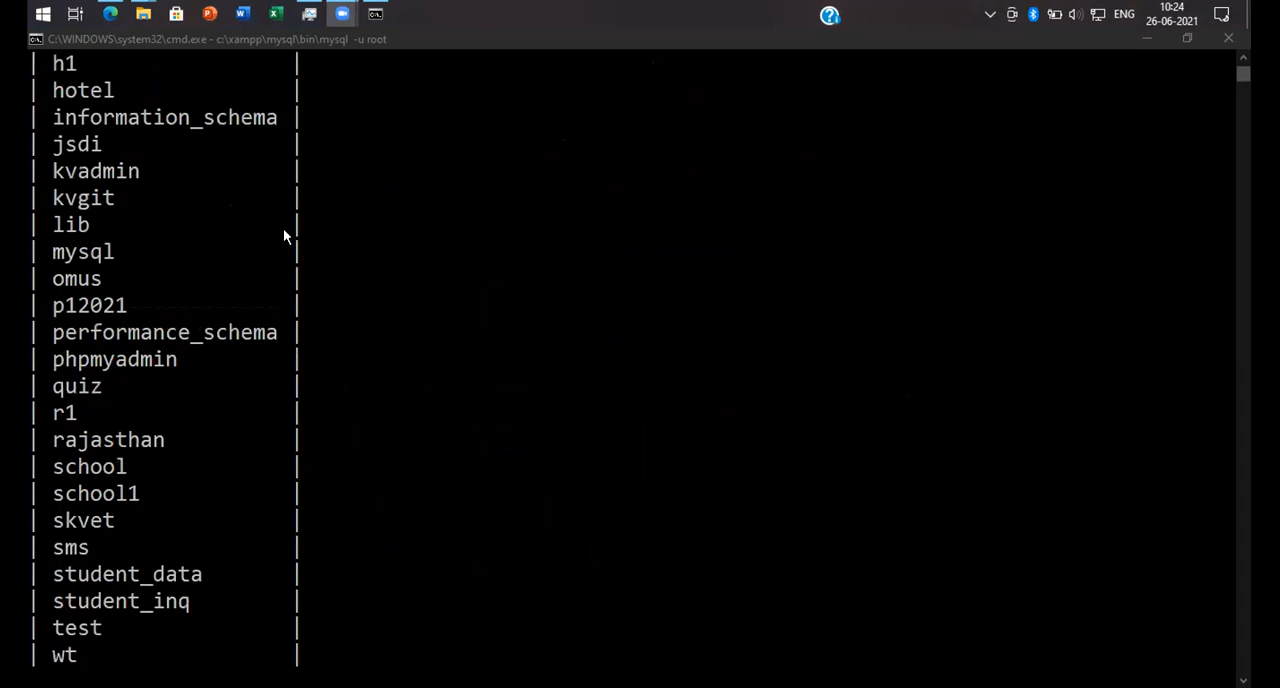 10:24
ENG
26-06-2021
C:\WINDOWS\system32\cmd.exe - c:\xampp\mysql\bin\mysql -u root
| h1 |
| hotel |
| information_schema |
| jsdi |
| kvadmin |
| kvgit |
| lib |
| mysql |
| omus |
| p12021 |
| performance_schema |
| phpmyadmin |
| quiz |
| r1 |
| rajasthan |
| school |
| school1 |
| skvet |
| sms |
| student_data |
| student_inq |
| test |
| wt |